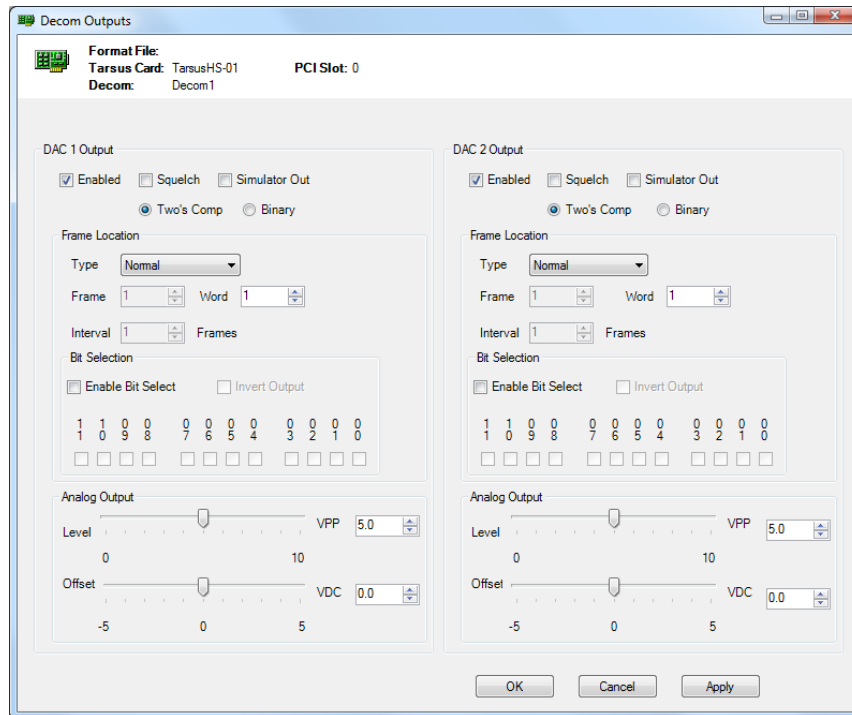 Decom Outputs
Format File:
Tarsus Card: TarsusHS-01 PCI Slot: 0
Decom: Decom1
DAC 1 Output
Enabled Squelch Simulator Out
Two's Comp Binary
Frame Location
Type Normal
Frame 1 Word 1
Interval 1 Frames
Bit Selection
Enable Bit Select Invert Output
1 1 0 0 0 0 0 0 0 0 0 0
1 0 9 8 7 6 5 4 3 2 1 0
Analog Output
Level VPP 5.0
0 10
Offset VDC 0.0
-5 0 5
DAC 2 Output
Enabled Squelch Simulator Out
Two's Comp Binary
Frame Location
Type Normal
Frame 1 Word 1
Interval 1 Frames
Bit Selection
Enable Bit Select Invert Output
1 1 0 0 0 0 0 0 0 0 0 0
1 0 9 8 7 6 5 4 3 2 1 0
Analog Output
Level VPP 5.0
0 10
Offset VDC 0.0
-5 0 5
OK Cancel Apply